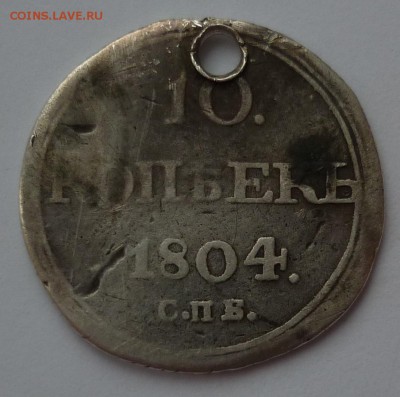 COINS.LAVE.RU
10.
КОПѢЕКЪ
1804.
С.П.Б.